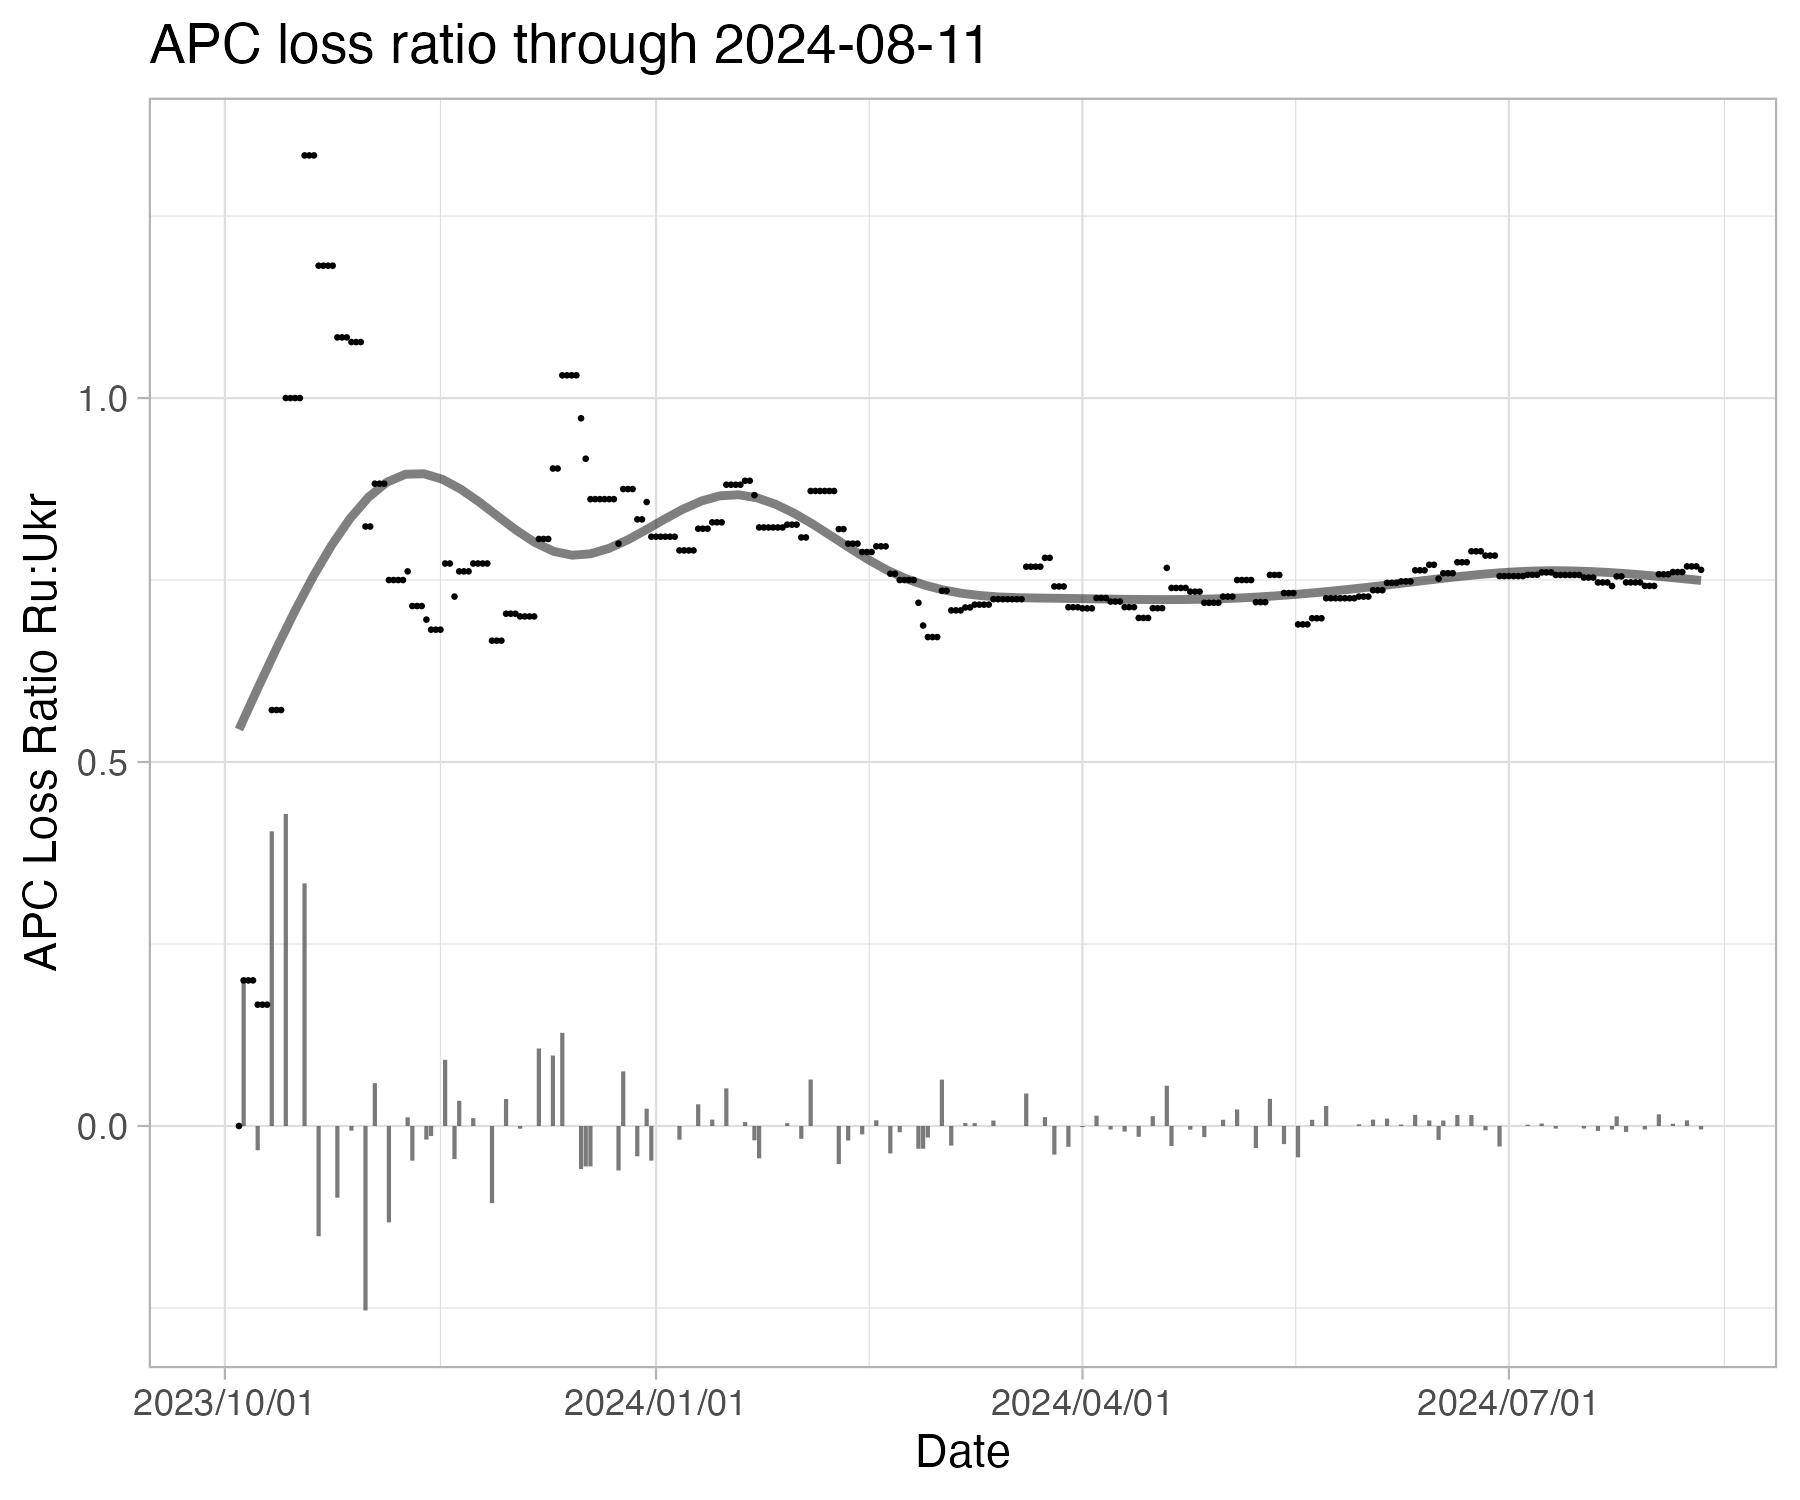 APC loss ratio through 2024-08-11
APC Loss Ratio Ru:Ukr
1.0
0.5
0.0
2023/10/01 2024/01/01 2024/04/01 2024/07/01
Date